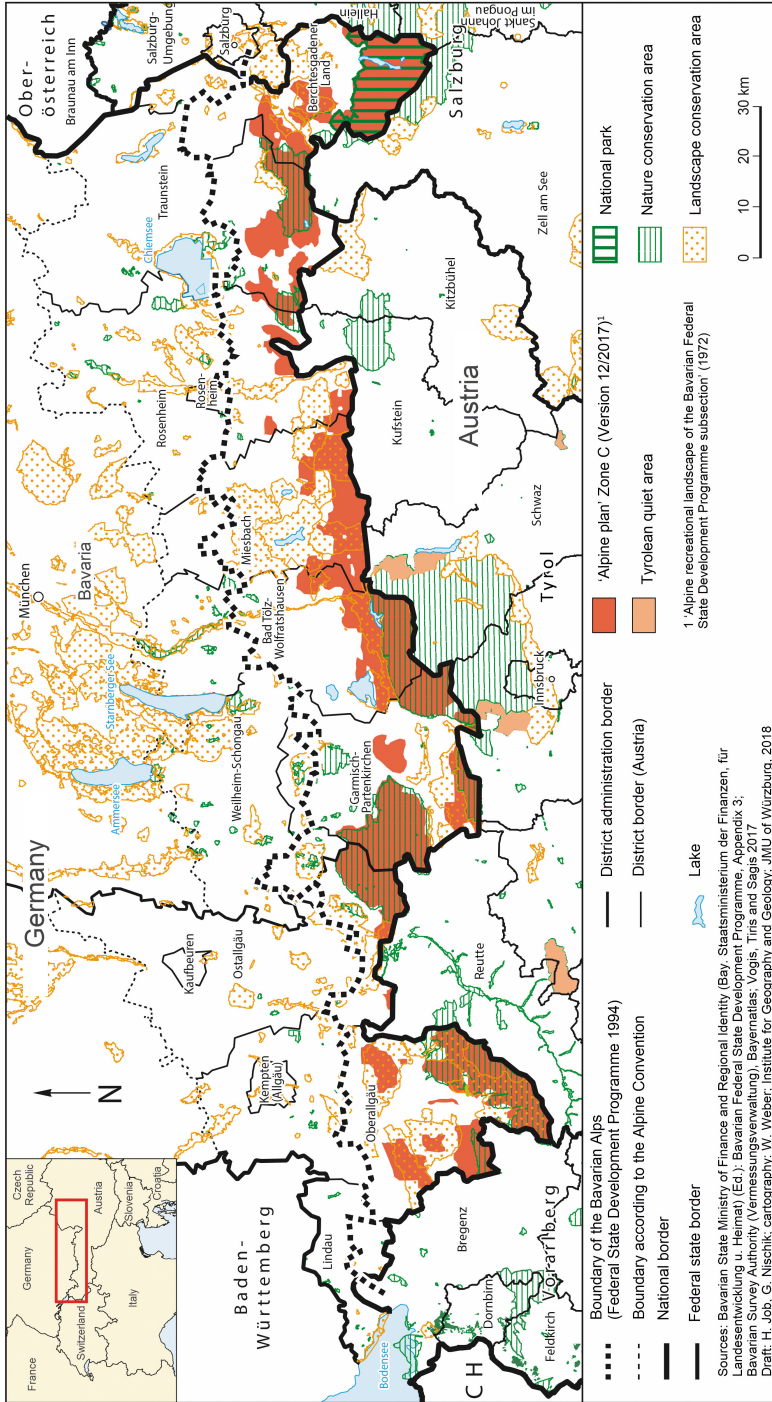 France
Germany
Czech
Republic
Switzerland
Austria
Slovenia
Italy
Croatia
N
Germany
Bavaria
München
Ober-
österreich
Braunau am Inn
Salzburg-
Umgebung
Salzburg
Hallein
Sankt Johann
im Pongau
Berchtesgadener
Land
Salzburg
Traunstein
Chiemsee
Rosenheim
Rosen-
heim
Miesbach
Bad Tölz-
Wolfratshausen
Starnberger See
Ammersee
Weilheim-Schongau
Garmisch-
Partenkirchen
Kaufbeuren
Ostallgäu
Kempten
(Allgäu)
Oberallgäu
Baden-
Württemberg
Lindau
Bodensee
Bregenz
Dornbirn
Feldkirch
Vorarlberg
CH
Reutte
Innsbruck
Tyrol
Schwaz
Kufstein
Austria
Kitzbühel
Zell am See
Boundary of the Bavarian Alps
(Federal State Development Programme 1994)
Boundary according to the Alpine Convention
National border
Federal state border
District administration border
District border (Austria)
Lake
'Alpine plan' Zone C (Version 12/2017)¹
Tyrolean quiet area
1 'Alpine recreational landscape of the Bavarian Federal
State Development Programme subsection' (1972)
National park
Nature conservation area
Landscape conservation area
0 10 20 30 km
Sources: Bavarian State Ministry of Finance and Regional Identity (Bay. Staatsministerium der Finanzen, für
Landesentwicklung u. Heimat) (Ed.): Bavarian Federal State Development Programme, Appendix 3;
Bavarian Survey Authority (Vermessungsverwaltung), Bayernatlas; Vogis, Tiris and Sagis 2017
Draft: H. Job, G. Nischik; cartography: W. Weber; Institute for Geography and Geology; JMU of Würzburg, 2018